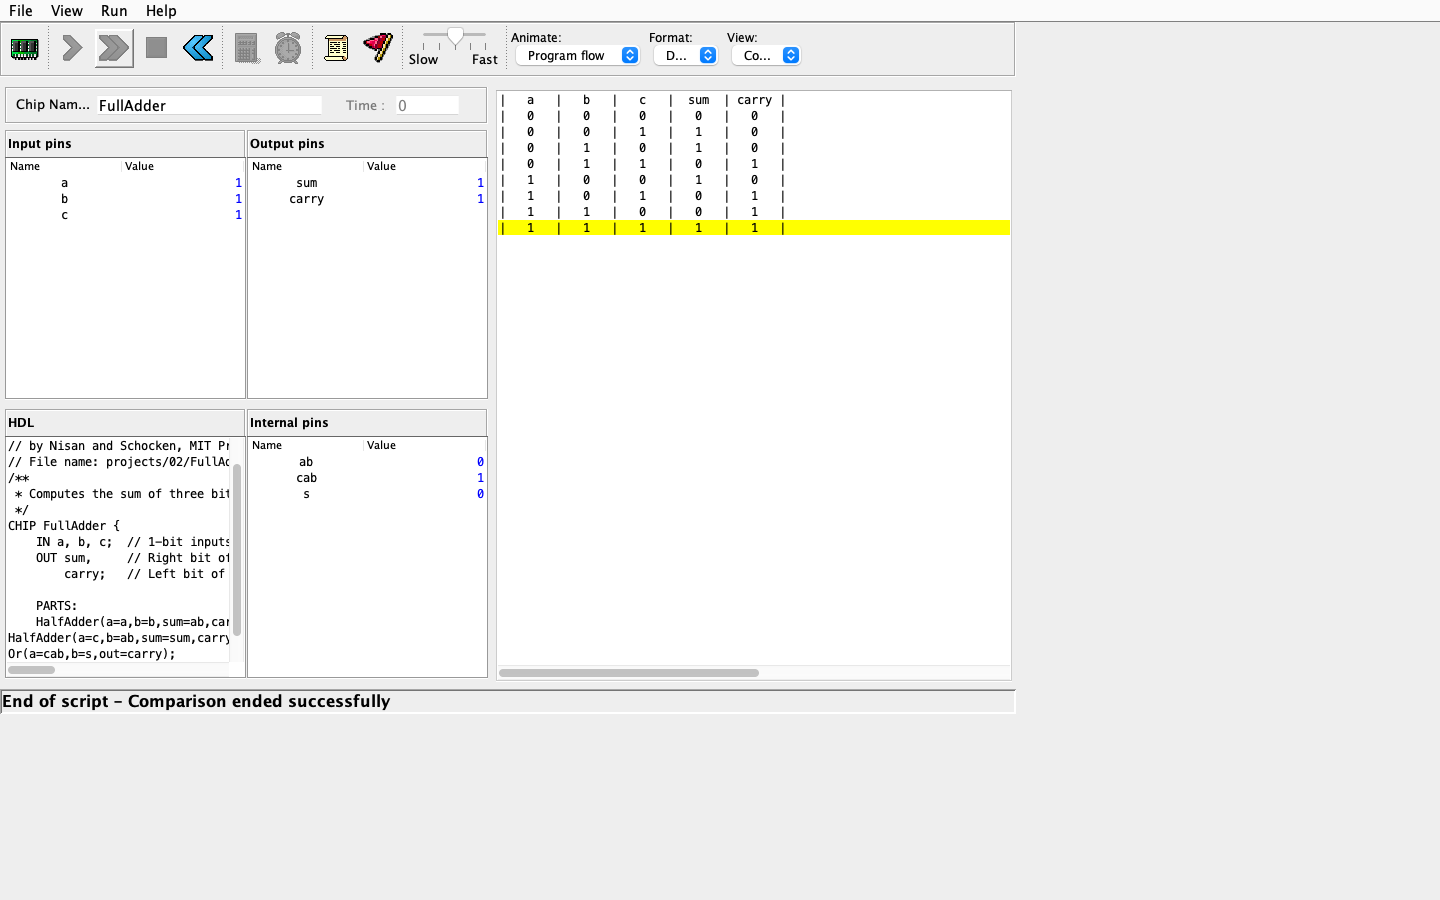 File View Run Help
Slow Fast
Animate: Format: View:
Program flow D... Co...
Chip Nam... FullAdder Time : 0
Input pins
Name Value
a 1
b 1
c 1
Output pins
Name Value
sum 1
carry 1
HDL
// by Nisan and Schocken, MIT Pr
// File name: projects/02/FullAd
/**
* Computes the sum of three bit
*/
CHIP FullAdder {
IN a, b, c;  // 1-bit inputs
OUT sum,     // Right bit of
carry;   // Left bit of
PARTS:
HalfAdder(a=a,b=b,sum=ab,car
HalfAdder(a=c,b=ab,sum=sum,carry
Or(a=cab,b=s,out=carry);
Internal pins
Name Value
ab 0
cab 1
s 0
| a | b | c | sum | carry |
| 0 | 0 | 0 | 0 | 0 |
| 0 | 0 | 1 | 1 | 0 |
| 0 | 1 | 0 | 1 | 0 |
| 0 | 1 | 1 | 0 | 1 |
| 1 | 0 | 0 | 1 | 0 |
| 1 | 0 | 1 | 0 | 1 |
| 1 | 1 | 0 | 0 | 1 |
| 1 | 1 | 1 | 1 | 1 |
End of script – Comparison ended successfully